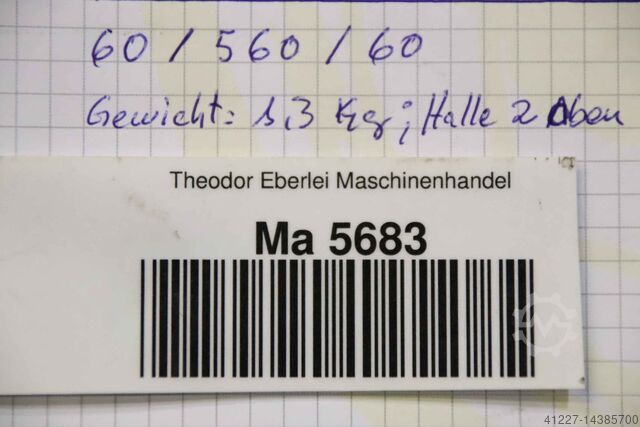 60 / 560 / 60
Gewicht: 1,3 Kg; Halle 2 Oben
Theodor Eberlei Maschinenhandel
Ma 5683
41227-14385700